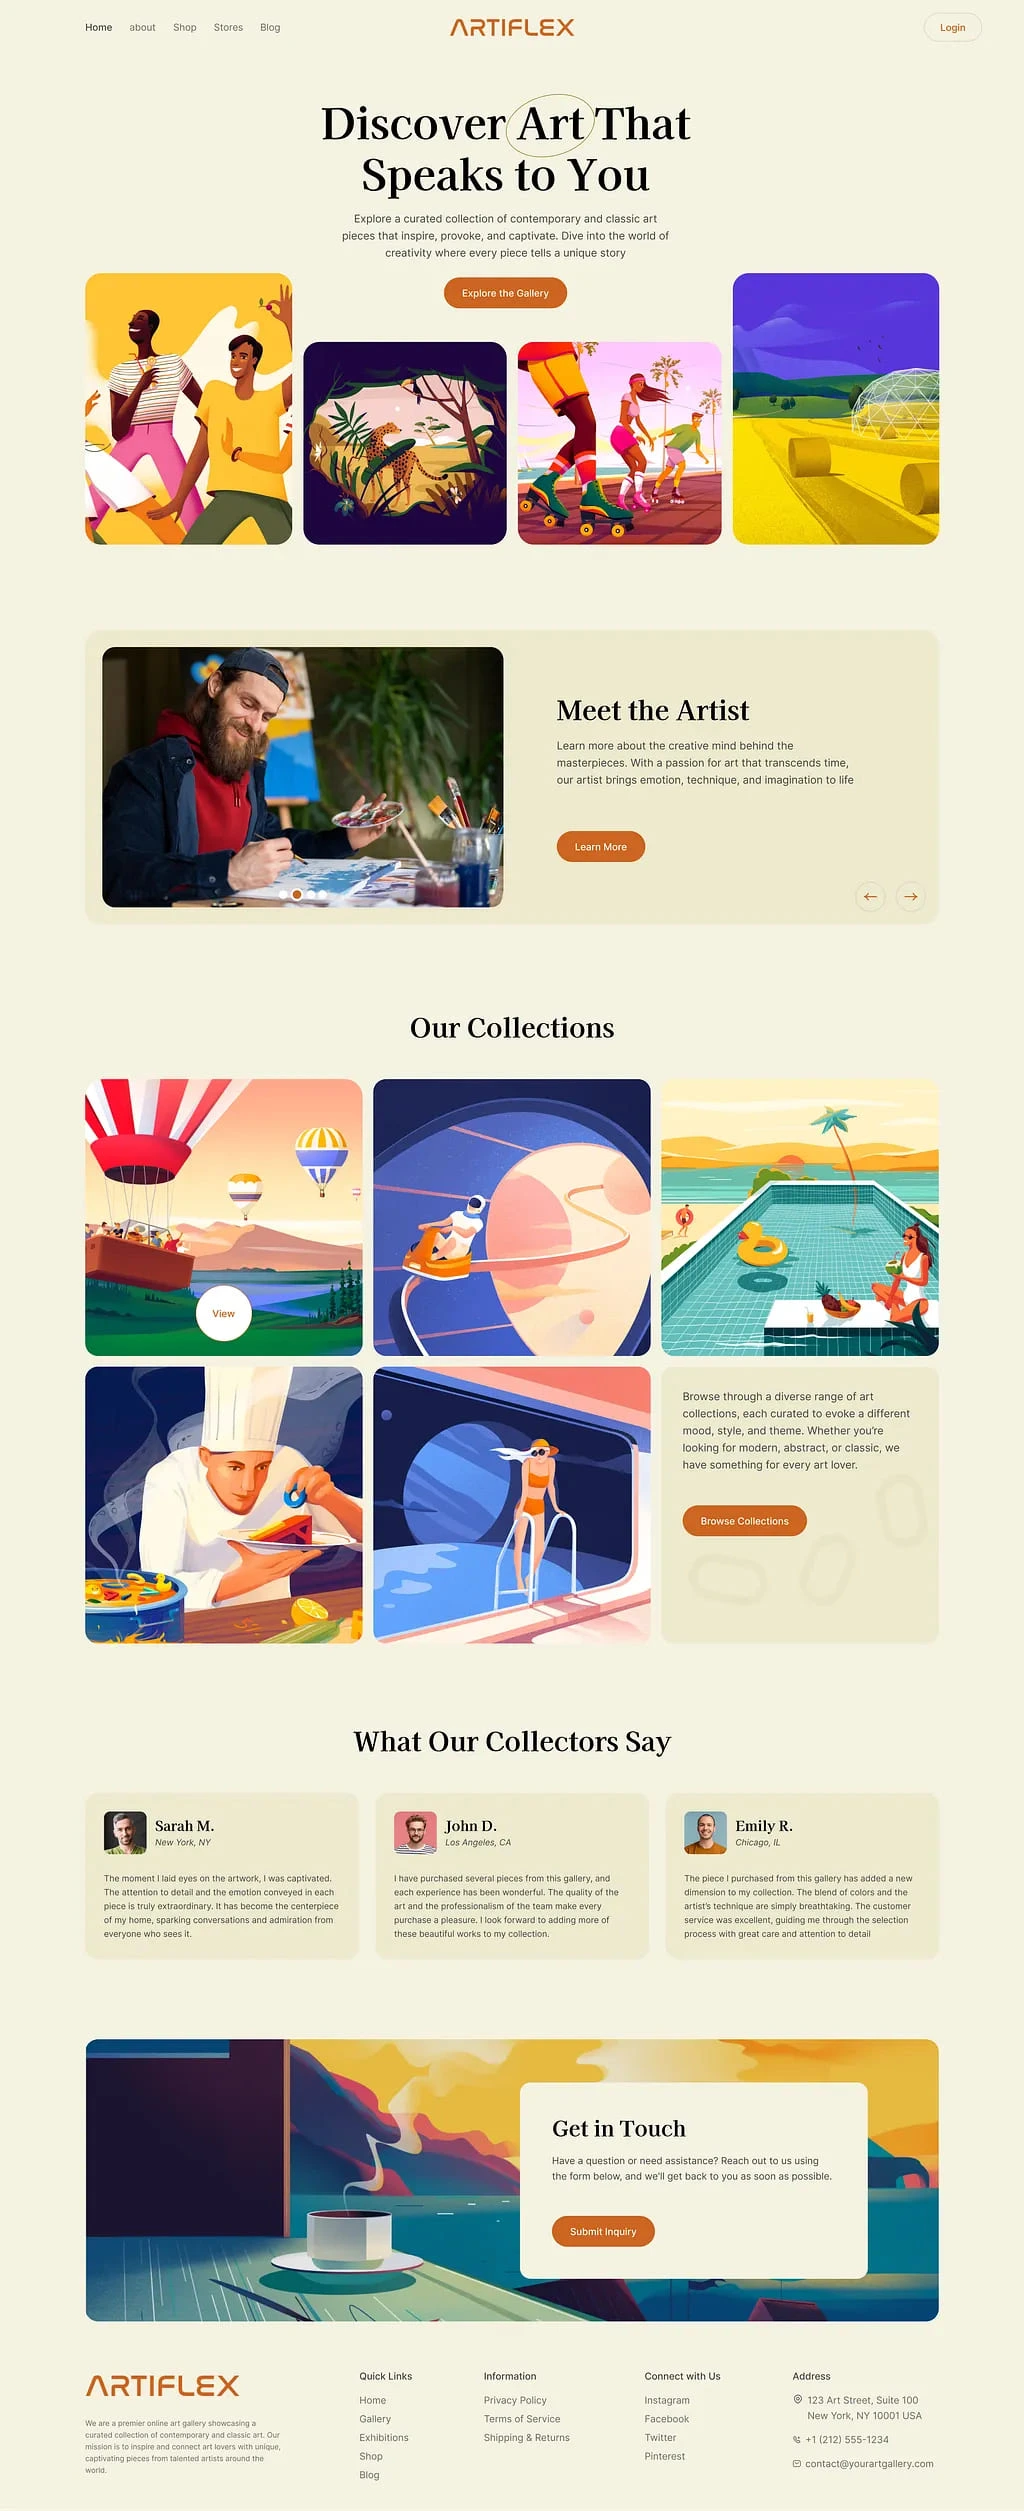 Home about Shop Stores Blog
ARTIFLEX
Login
Discover Art That
Speaks to You
Explore a curated collection of contemporary and classic art
pieces that inspire, provoke, and captivate. Dive into the world of
creativity where every piece tells a unique story
Explore the Gallery
Meet the Artist
Learn more about the creative mind behind the
masterpieces. With a passion for art that transcends time,
our artist brings emotion, technique, and imagination to life
Learn More
Our Collections
View
Browse through a diverse range of art
collections, each curated to evoke a different
mood, style, and theme. Whether you're
looking for modern, abstract, or classic, we
have something for every art lover.
Browse Collections
What Our Collectors Say
Sarah M.
New York, NY
The moment I laid eyes on the artwork, I was captivated.
The attention to detail and the emotion conveyed in each
piece is truly extraordinary. It has become the centerpiece
of my home, sparking conversations and admiration from
everyone who sees it.
John D.
Los Angeles, CA
I have purchased several pieces from this gallery, and
each experience has been wonderful. The quality of the
art and the professionalism of the team make every
purchase a pleasure. I look forward to adding more of
these beautiful works to my collection.
Emily R.
Chicago, IL
The piece I purchased from this gallery has added a new
dimension to my collection. The blend of colors and the
artist's technique are simply breathtaking. The customer
service was excellent, guiding me through the selection
process with great care and attention to detail
Get in Touch
Have a question or need assistance? Reach out to us using
the form below, and we'll get back to you as soon as possible.
Submit Inquiry
ARTIFLEX
We are a premier online art gallery showcasing a
curated collection of contemporary and classic art. Our
mission is to inspire and connect art lovers with unique,
captivating pieces from talented artists around the
world.
Quick Links
Home
Gallery
Exhibitions
Shop
Blog
Information
Privacy Policy
Terms of Service
Shipping & Returns
Connect with Us
Instagram
Facebook
Twitter
Pinterest
Address
123 Art Street, Suite 100
New York, NY 10001 USA
+1 (212) 555-1234
contact@yourartgallery.com